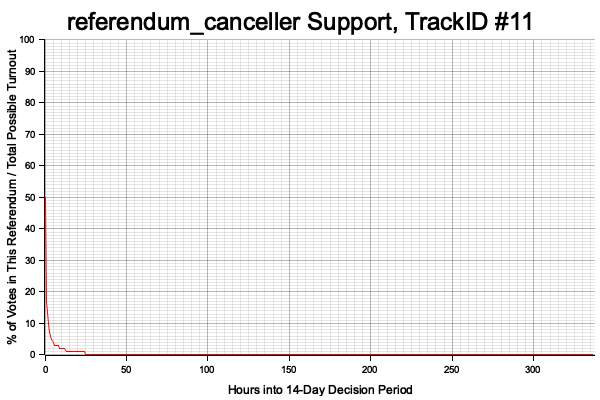 referendum_canceller Support, TrackID #11
% of Votes in This Referendum / Total Possible Turnout
100
90
80
70
60
50
40
30
20
10
0
0 50 100 150 200 250 300
Hours into 14-Day Decision Period